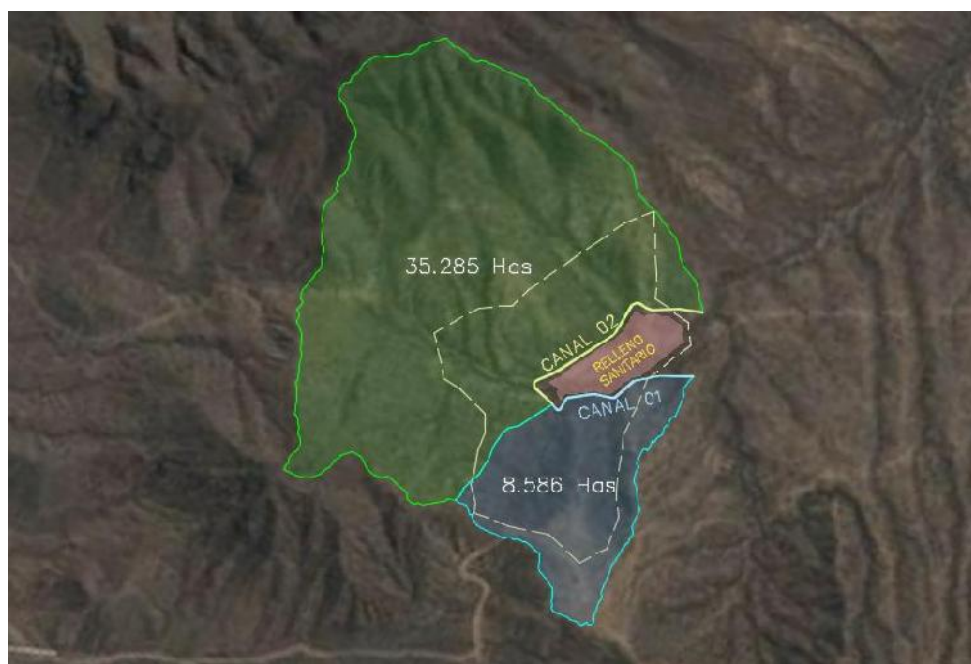 35.285 Has
CANAL 02
RELLENO
SANITARIO
CANAL 01
8.586 Has